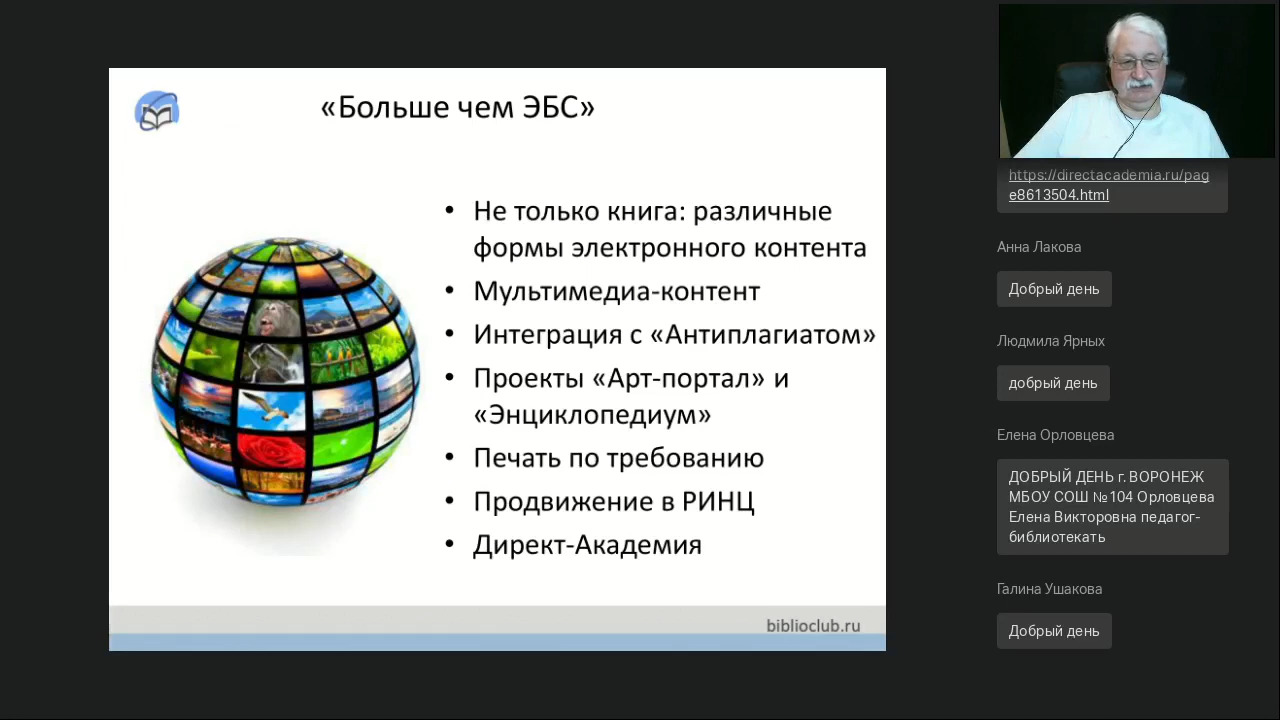 «Больше чем ЭБС»
• Не только книга: различные
формы электронного контента
• Мультимедиа-контент
• Интеграция с «Антиплагиатом»
• Проекты «Арт-портал» и
«Энциклопедиум»
• Печать по требованию
• Продвижение в РИНЦ
• Директ-Академия
biblioclub.ru
https://directacademia.ru/pag
e8613504.html
Анна Лакова
Добрый день
Людмила Ярных
добрый день
Елена Орловцева
ДОБРЫЙ ДЕНЬ г. ВОРОНЕЖ
МБОУ СОШ №104 Орловцева
Елена Викторовна педагог-
библиотекать
Галина Ушакова
Добрый день